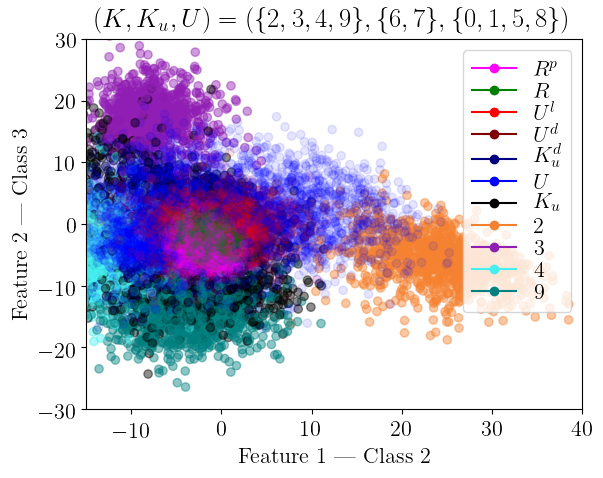 (K, K_u, U) = ({2, 3, 4, 9}, {6, 7}, {0, 1, 5, 8})
30
20
10
0
−10
−20
−30
Feature 2 — Class 3
R^p
R
U^l
U^d
K_u^d
U
K_u
2
3
4
9
−10
0
10
20
30
40
Feature 1 — Class 2